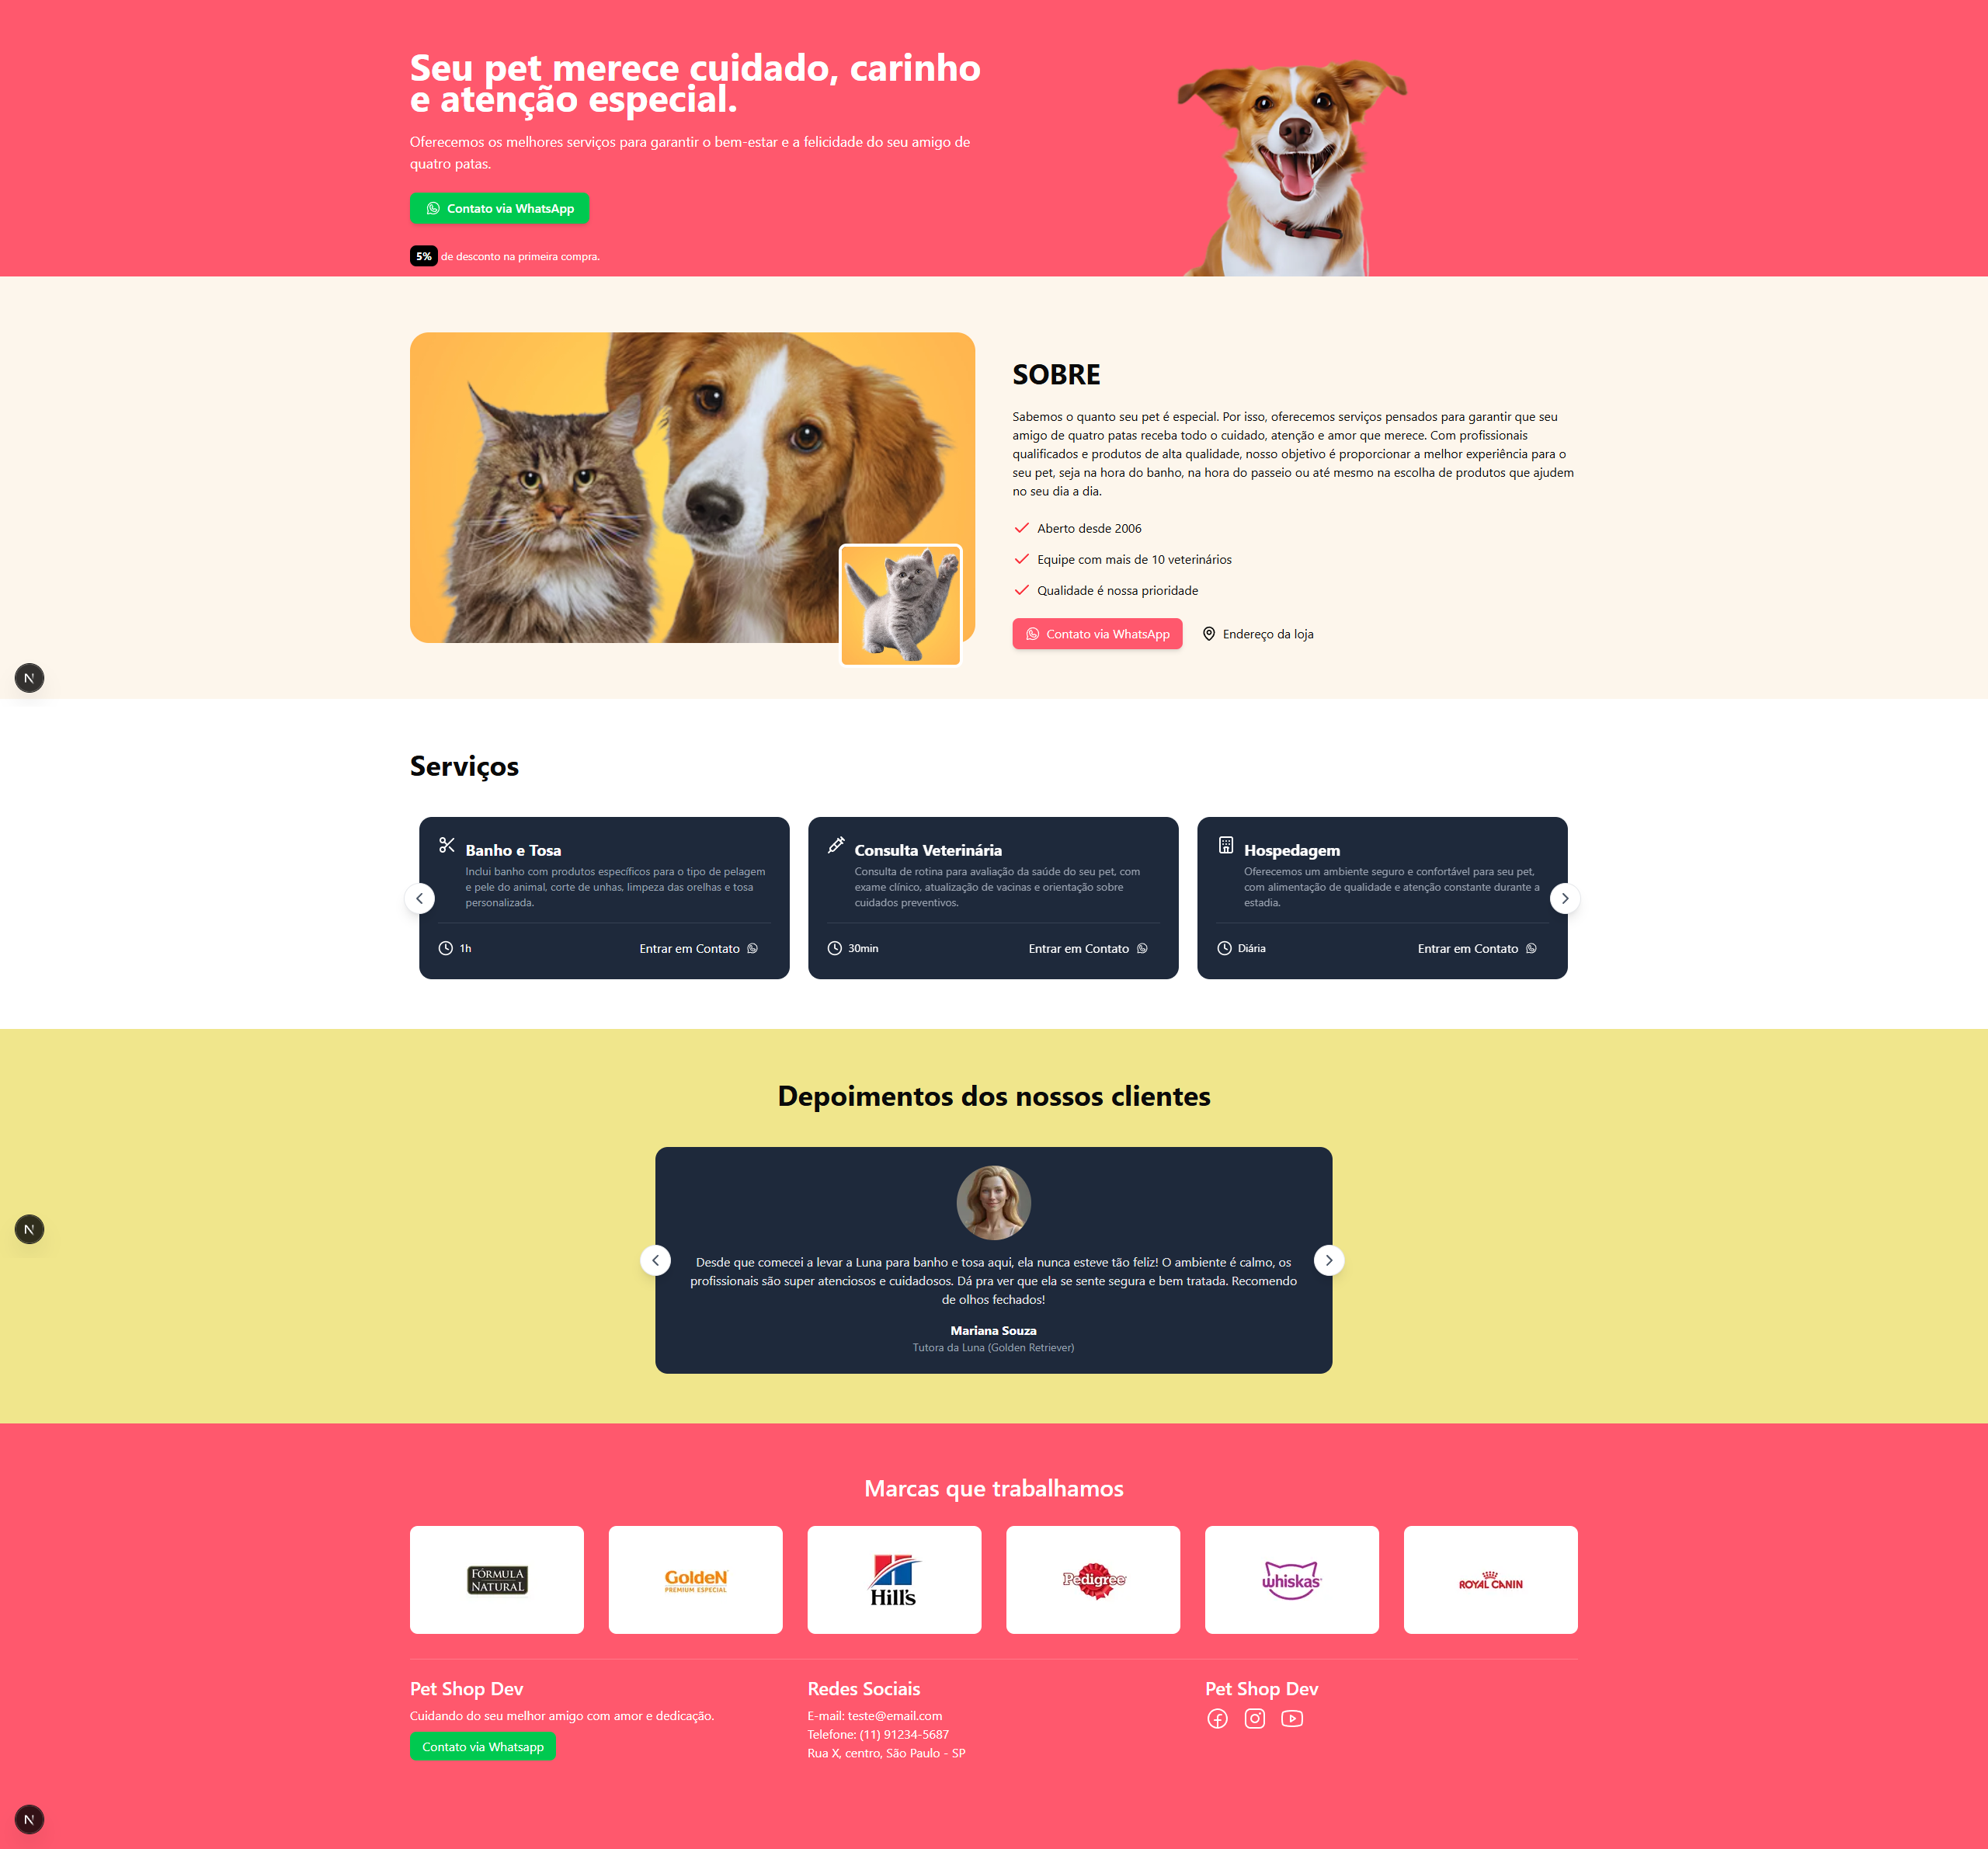 Seu pet merece cuidado, carinho
e atenção especial.
Oferecemos os melhores serviços para garantir o bem-estar e a felicidade do seu amigo de
quatro patas.
Contato via WhatsApp
5% de desconto na primeira compra.
SOBRE
Sabemos o quanto seu pet é especial. Por isso, oferecemos serviços pensados para garantir que seu
amigo de quatro patas receba todo o cuidado, atenção e amor que merece. Com profissionais
qualificados e produtos de alta qualidade, nosso objetivo é proporcionar a melhor experiência para o
seu pet, seja na hora do banho, na hora do passeio ou até mesmo na escolha de produtos que ajudem
no seu dia a dia.
Aberto desde 2006
Equipe com mais de 10 veterinários
Qualidade é nossa prioridade
Contato via WhatsApp
Endereço da loja
N
Serviços
Banho e Tosa
Inclui banho com produtos específicos para o tipo de pelagem
e pele do animal, corte de unhas, limpeza das orelhas e tosa
personalizada.
1h
Entrar em Contato
Consulta Veterinária
Consulta de rotina para avaliação da saúde do seu pet, com
exame clínico, atualização de vacinas e orientação sobre
cuidados preventivos.
30min
Entrar em Contato
Hospedagem
Oferecemos um ambiente seguro e confortável para seu pet,
com alimentação de qualidade e atenção constante durante a
estadia.
Diária
Entrar em Contato
Depoimentos dos nossos clientes
N
Desde que comecei a levar a Luna para banho e tosa aqui, ela nunca esteve tão feliz! O ambiente é calmo, os
profissionais são super atenciosos e cuidadosos. Dá pra ver que ela se sente segura e bem tratada. Recomendo
de olhos fechados!
Mariana Souza
Tutora da Luna (Golden Retriever)
Marcas que trabalhamos
FÓRMULA
NATURAL
GoldeN
PREMIUM ESPECIAL
Hill's
Pedigree
whiskas
ROYAL CANIN
Pet Shop Dev
Cuidando do seu melhor amigo com amor e dedicação.
Contato via Whatsapp
Redes Sociais
E-mail: teste@email.com
Telefone: (11) 91234-5687
Rua X, centro, São Paulo - SP
Pet Shop Dev
N